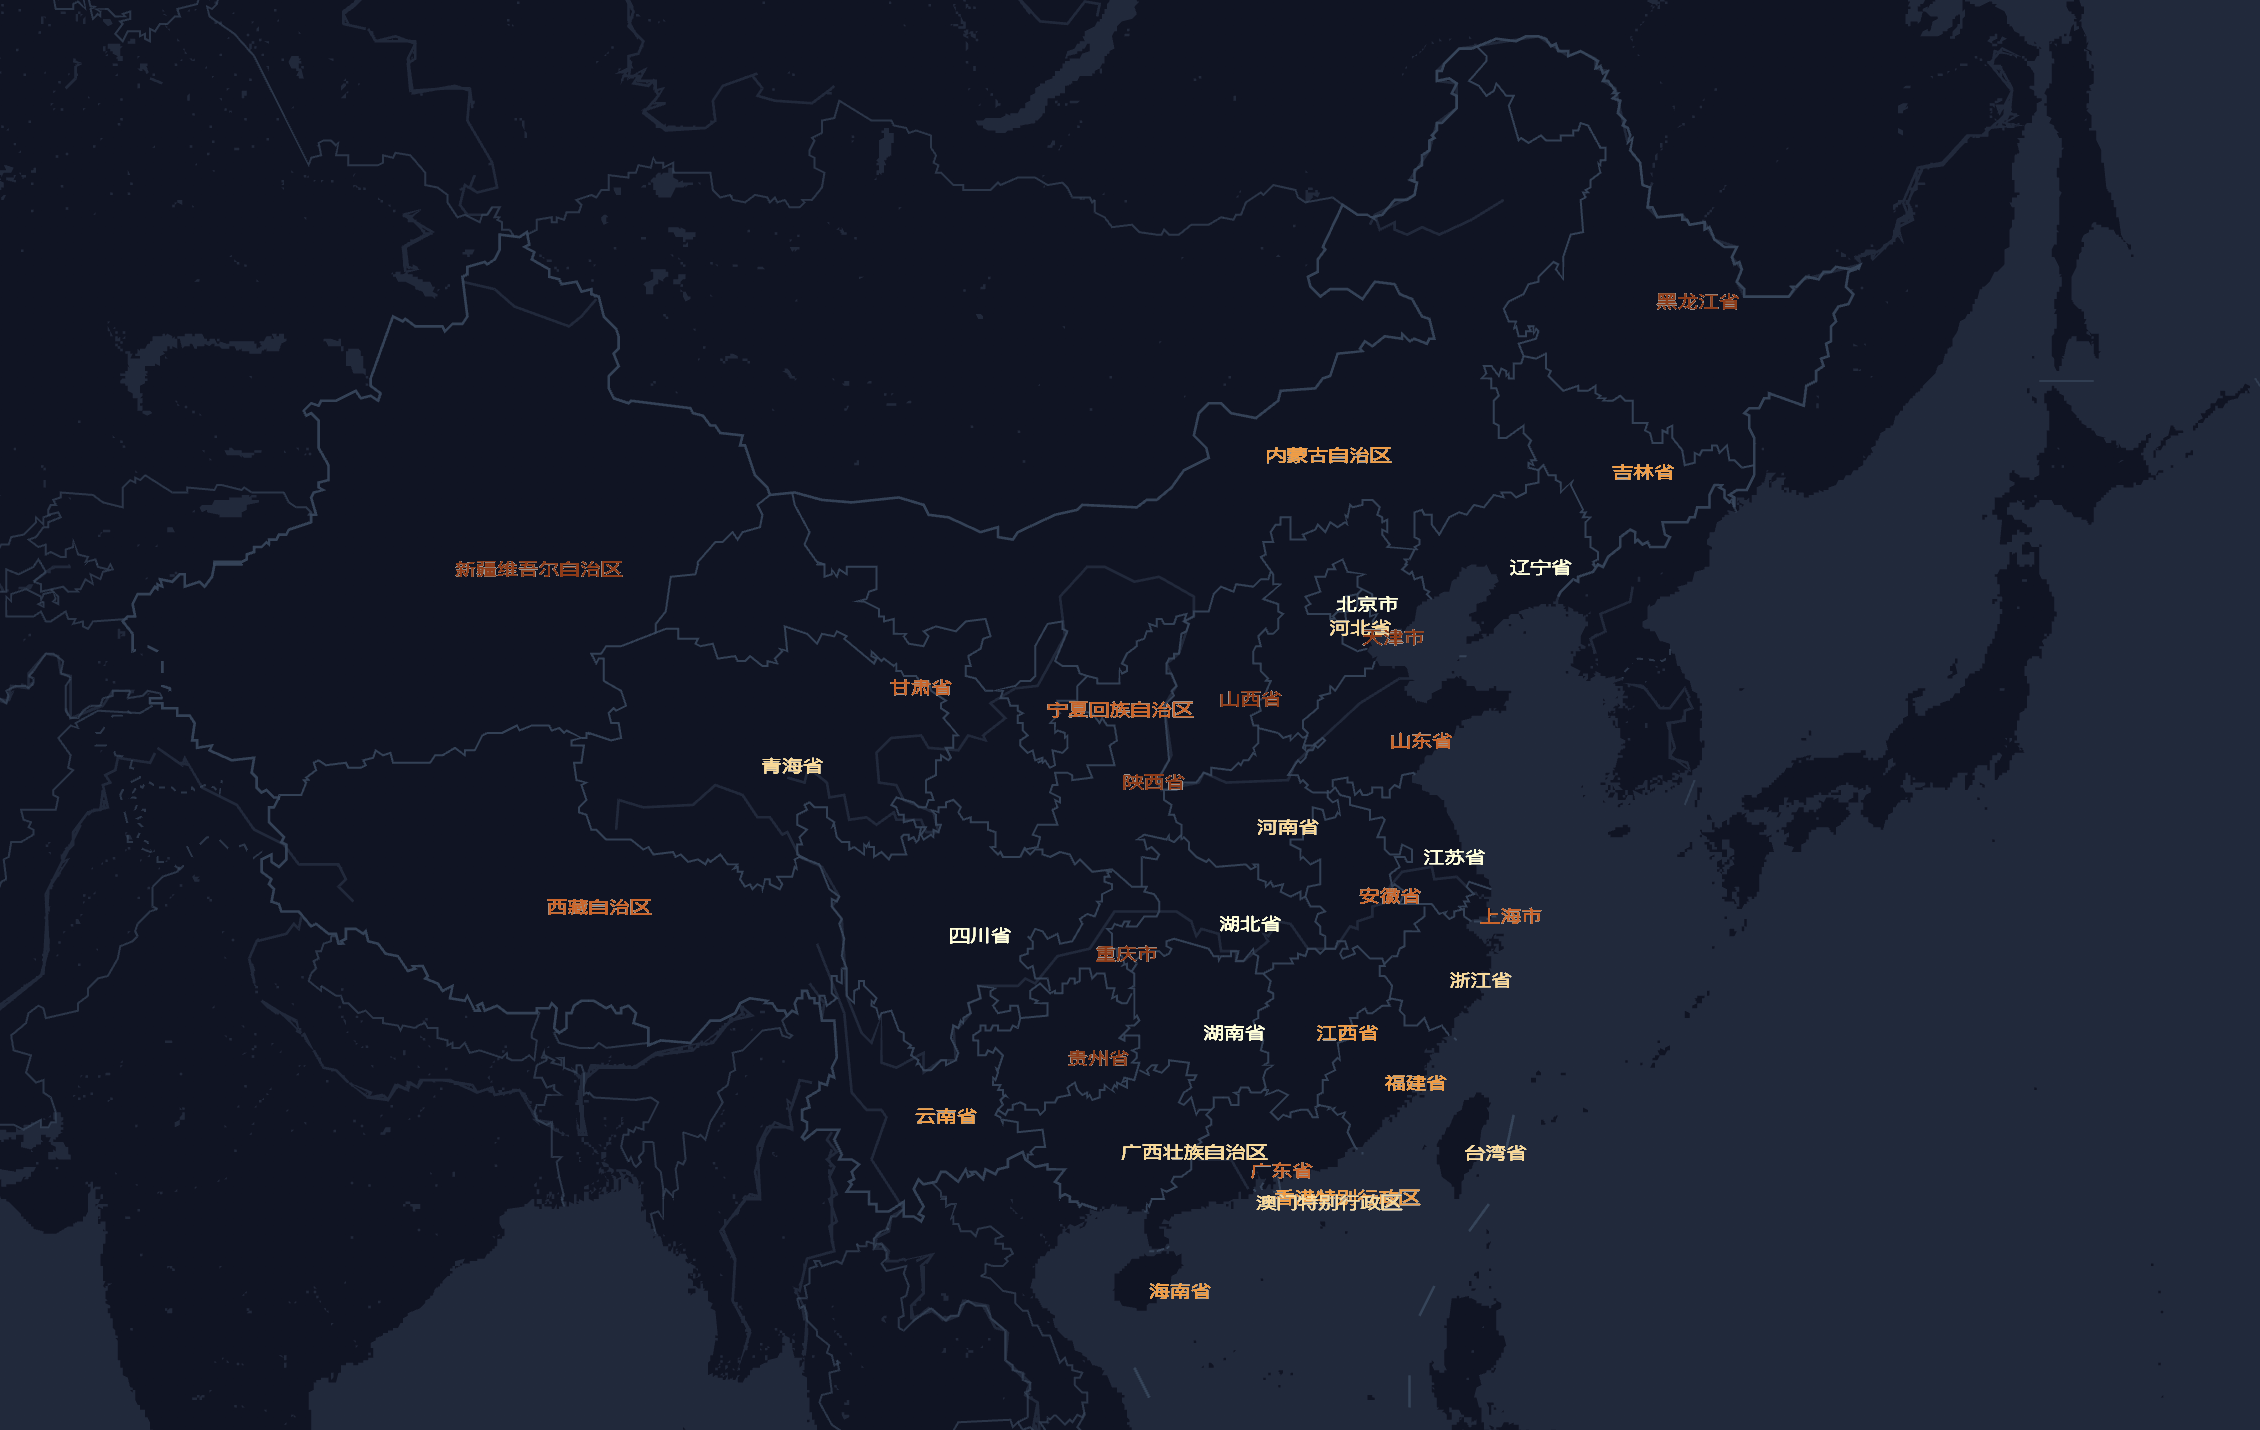 黑龙江省
内蒙古自治区
吉林省
新疆维吾尔自治区
辽宁省
北京市
河北省
天津市
甘肃省
山西省
宁夏回族自治区
山东省
青海省
陕西省
河南省
江苏省
安徽省
西藏自治区
上海市
湖北省
四川省
重庆市
浙江省
湖南省
江西省
贵州省
福建省
云南省
广西壮族自治区
台湾省
广东省
香港特别行政区
澳门特别行政区
海南省